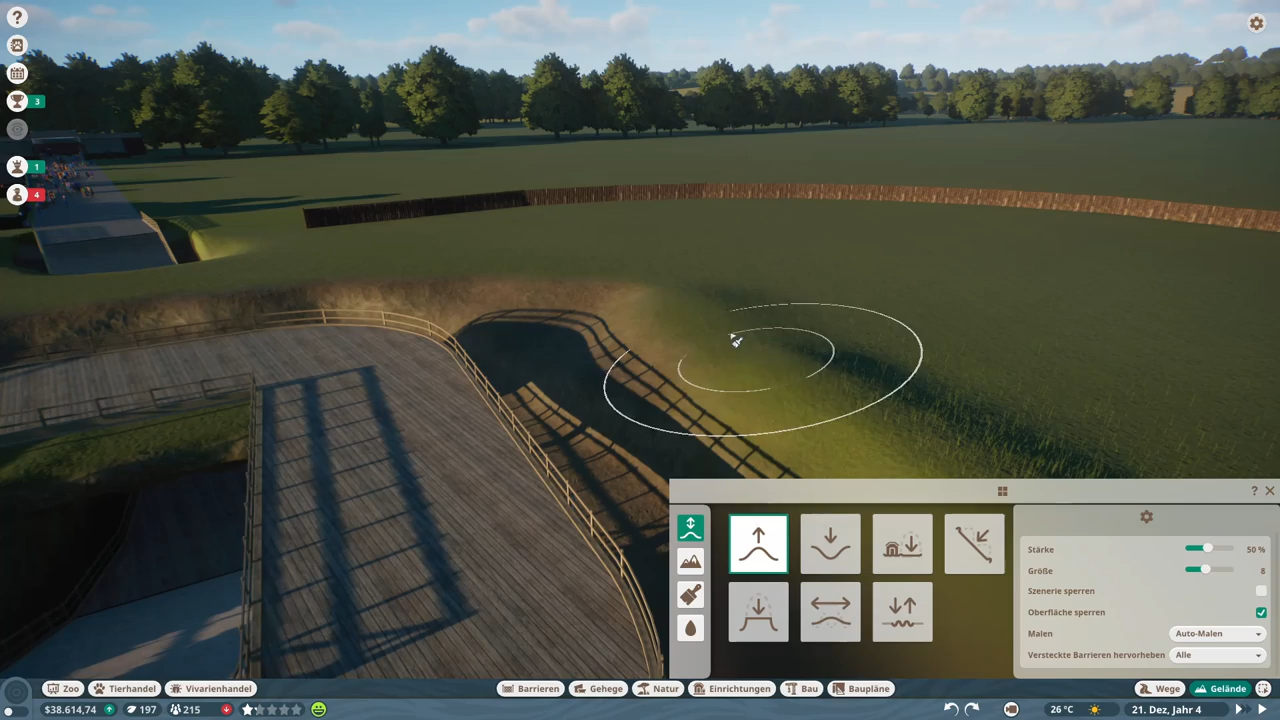 3
1
4
Stärke 50 %
Größe 8
Szenerie sperren
Oberfläche sperren
Malen Auto-Malen
Versteckte Barrieren hervorheben Alle
Zoo Tierhandel Vivarienhandel Barrieren Gehege Natur Einrichtungen Bau Baupläne Wege Gelände
$38.614,74 197 215 26 °C 21. Dez, Jahr 4